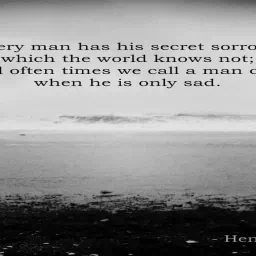 ery man has his secret sorro
which the world knows not;
often times we call a man
when he is only sad.
Hen